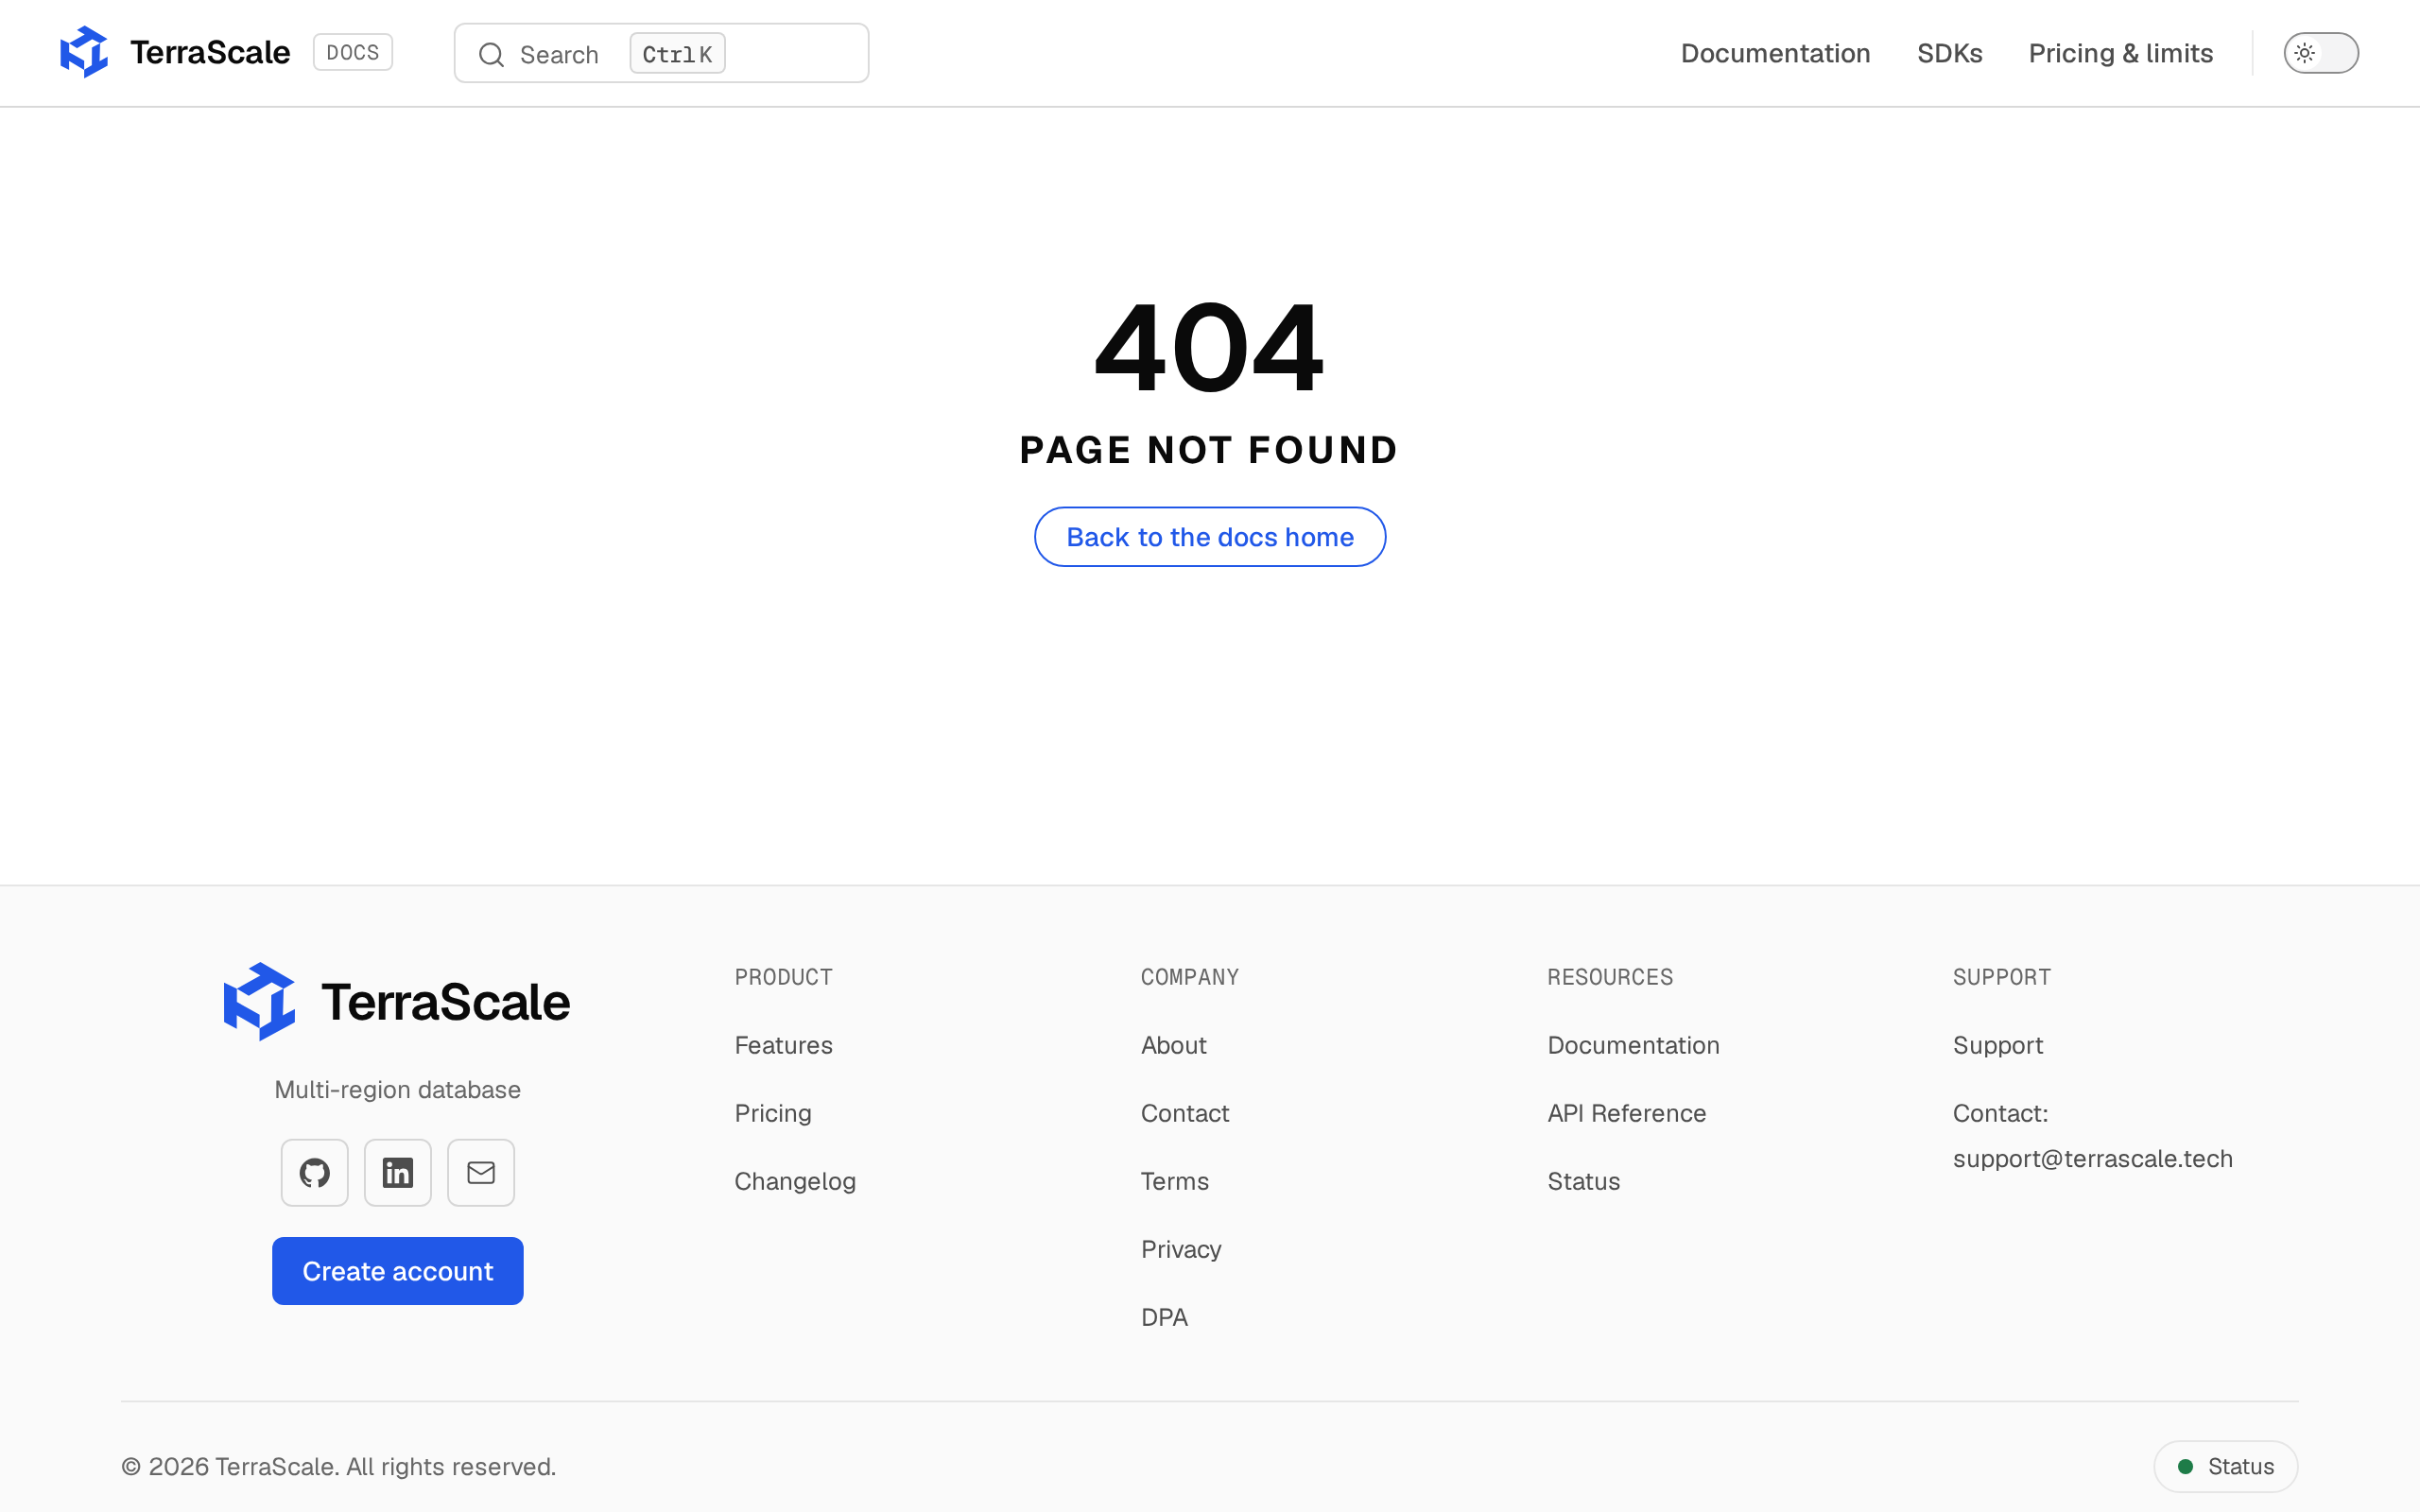 TerraScale DOCS Search Ctrl K Documentation SDKs Pricing & limits
404
PAGE NOT FOUND
Back to the docs home
TerraScale
Multi-region database
Create account
PRODUCT
Features
Pricing
Changelog
COMPANY
About
Contact
Terms
Privacy
DPA
RESOURCES
Documentation
API Reference
Status
SUPPORT
Support
Contact:
support@terrascale.tech
© 2026 TerraScale. All rights reserved.
Status